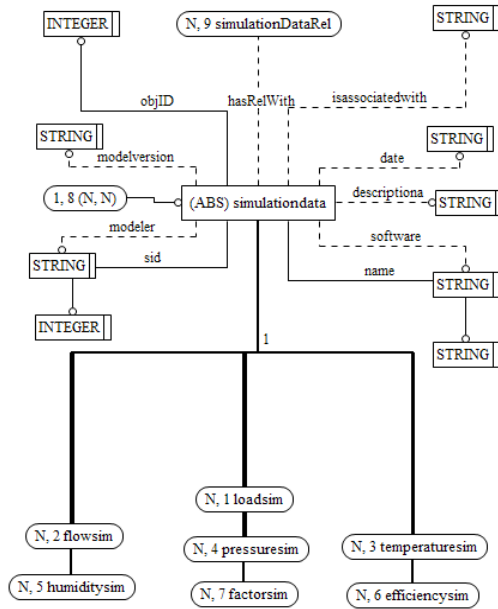 INTEGER
N, 9 simulationDataRel
STRING
objID
hasRelWith
isassociatedwith
STRING
modelversion
date
STRING
1, 8 (N, N)
(ABS) simulationdata
descriptiona
STRING
modeler
software
STRING
sid
name
STRING
INTEGER
STRING
1
N, 1 loadsim
N, 2 flowsim
N, 4 pressuresim
N, 3 temperaturesim
N, 5 humiditysim
N, 7 factorsim
N, 6 efficiencysim